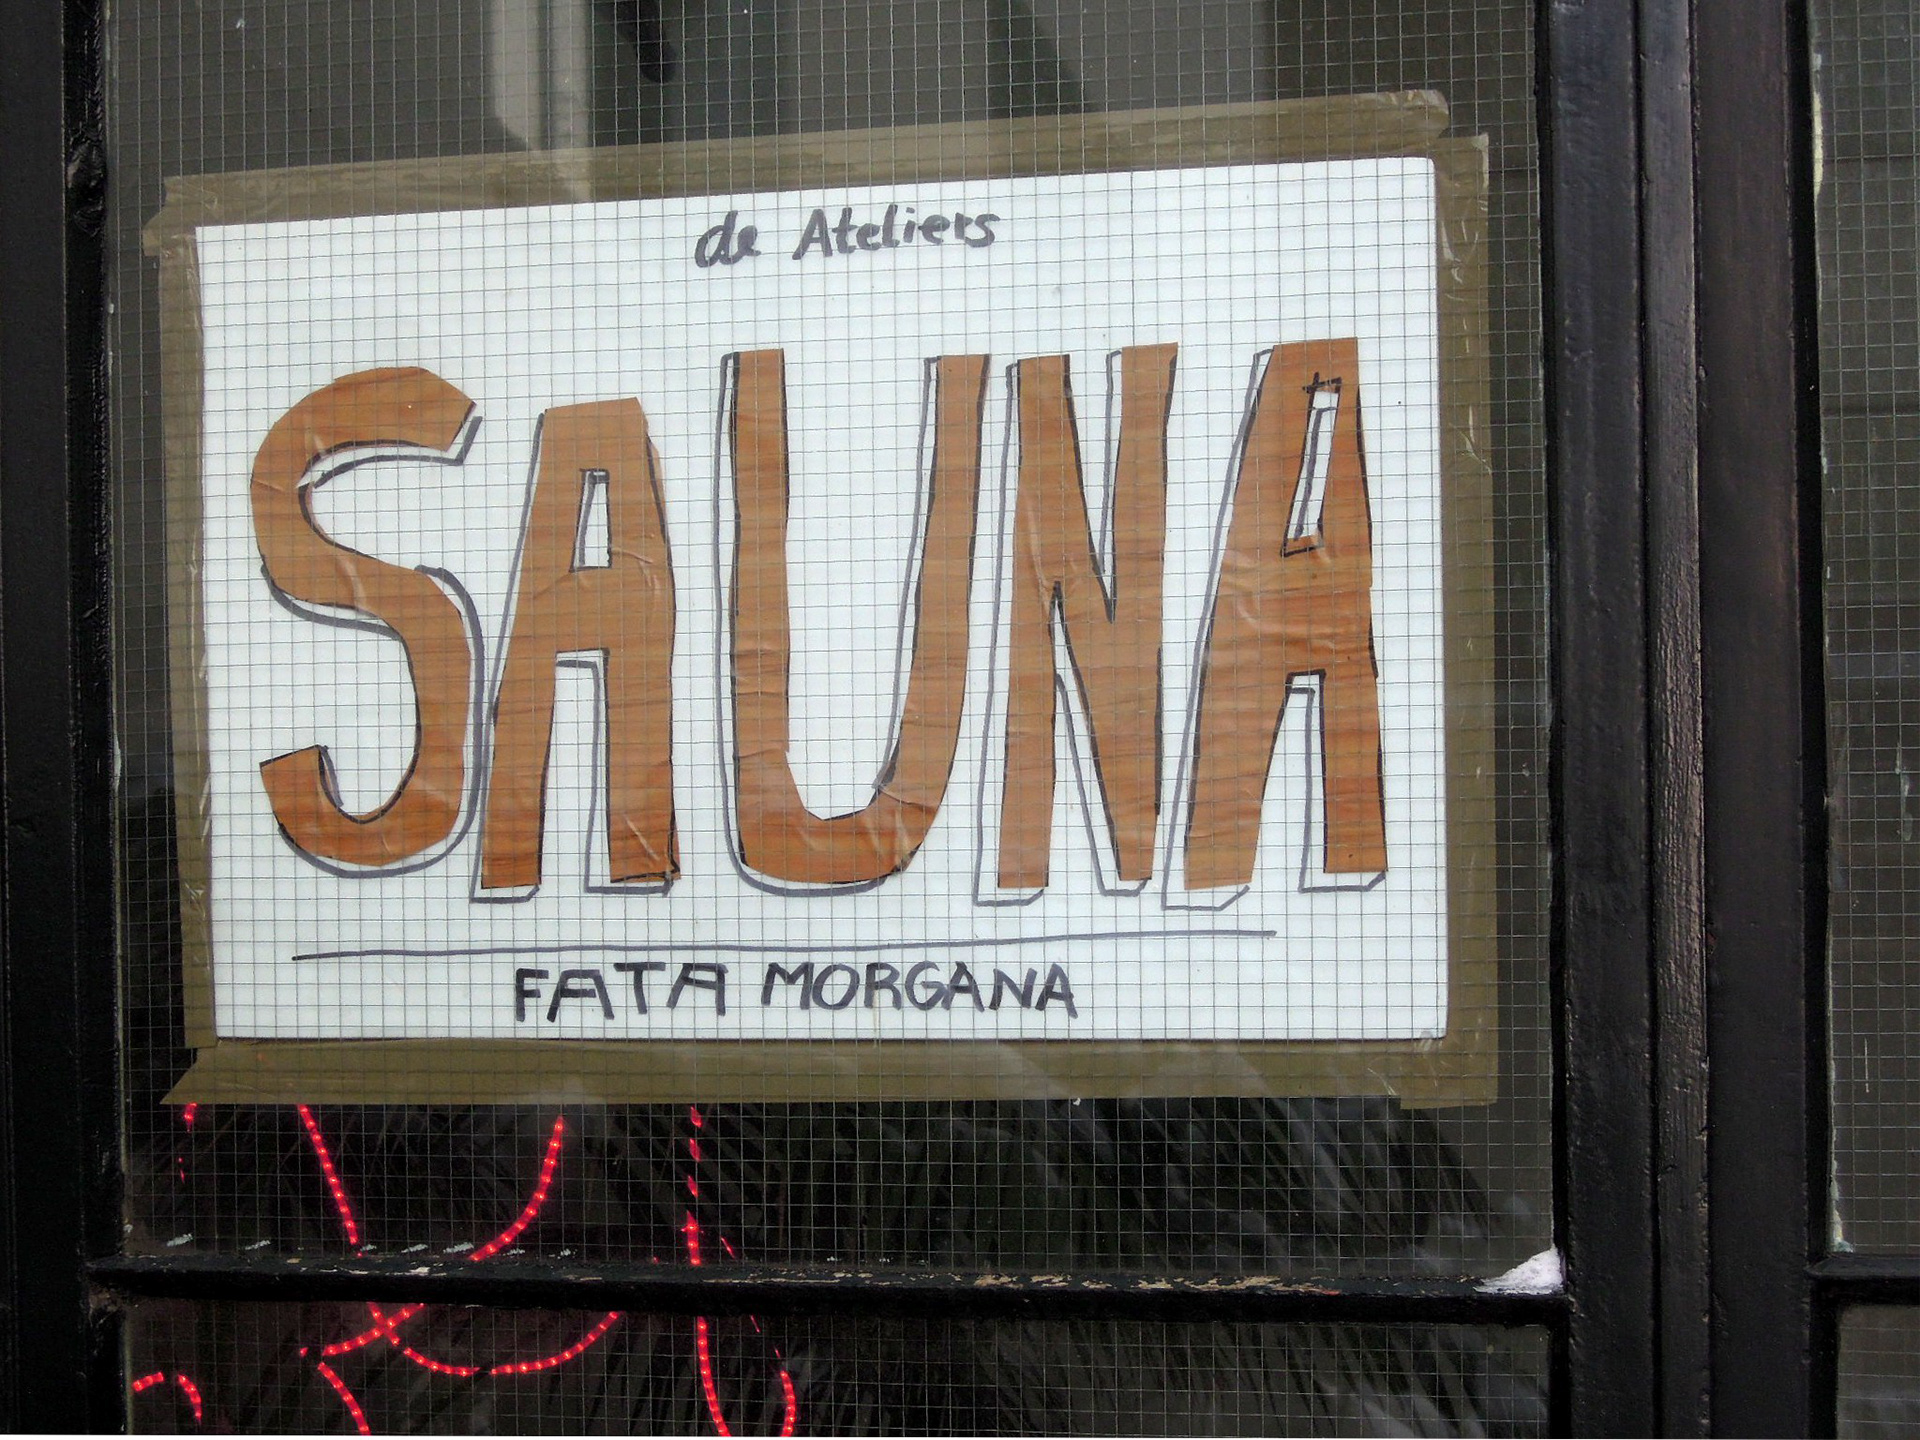 de Ateliers
SAUNA
FATA MORGANA